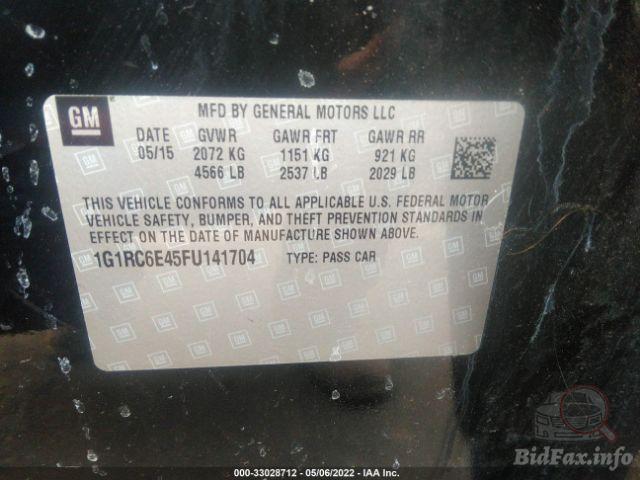 GM
MFD BY GENERAL MOTORS LLC
DATE GVWR GAWR FRT GAWR RR
05/15 2072 KG 1151 KG 921 KG
4566 LB 2537 LB 2029 LB
THIS VEHICLE CONFORMS TO ALL APPLICABLE U.S. FEDERAL MOTOR
VEHICLE SAFETY, BUMPER, AND THEFT PREVENTION STANDARDS IN
EFFECT ON THE DATE OF MANUFACTURE SHOWN ABOVE.
1G1RC6E45FU141704 TYPE: PASS CAR
BidFax.info
000-33028712 - 05/06/2022 - IAA Inc.